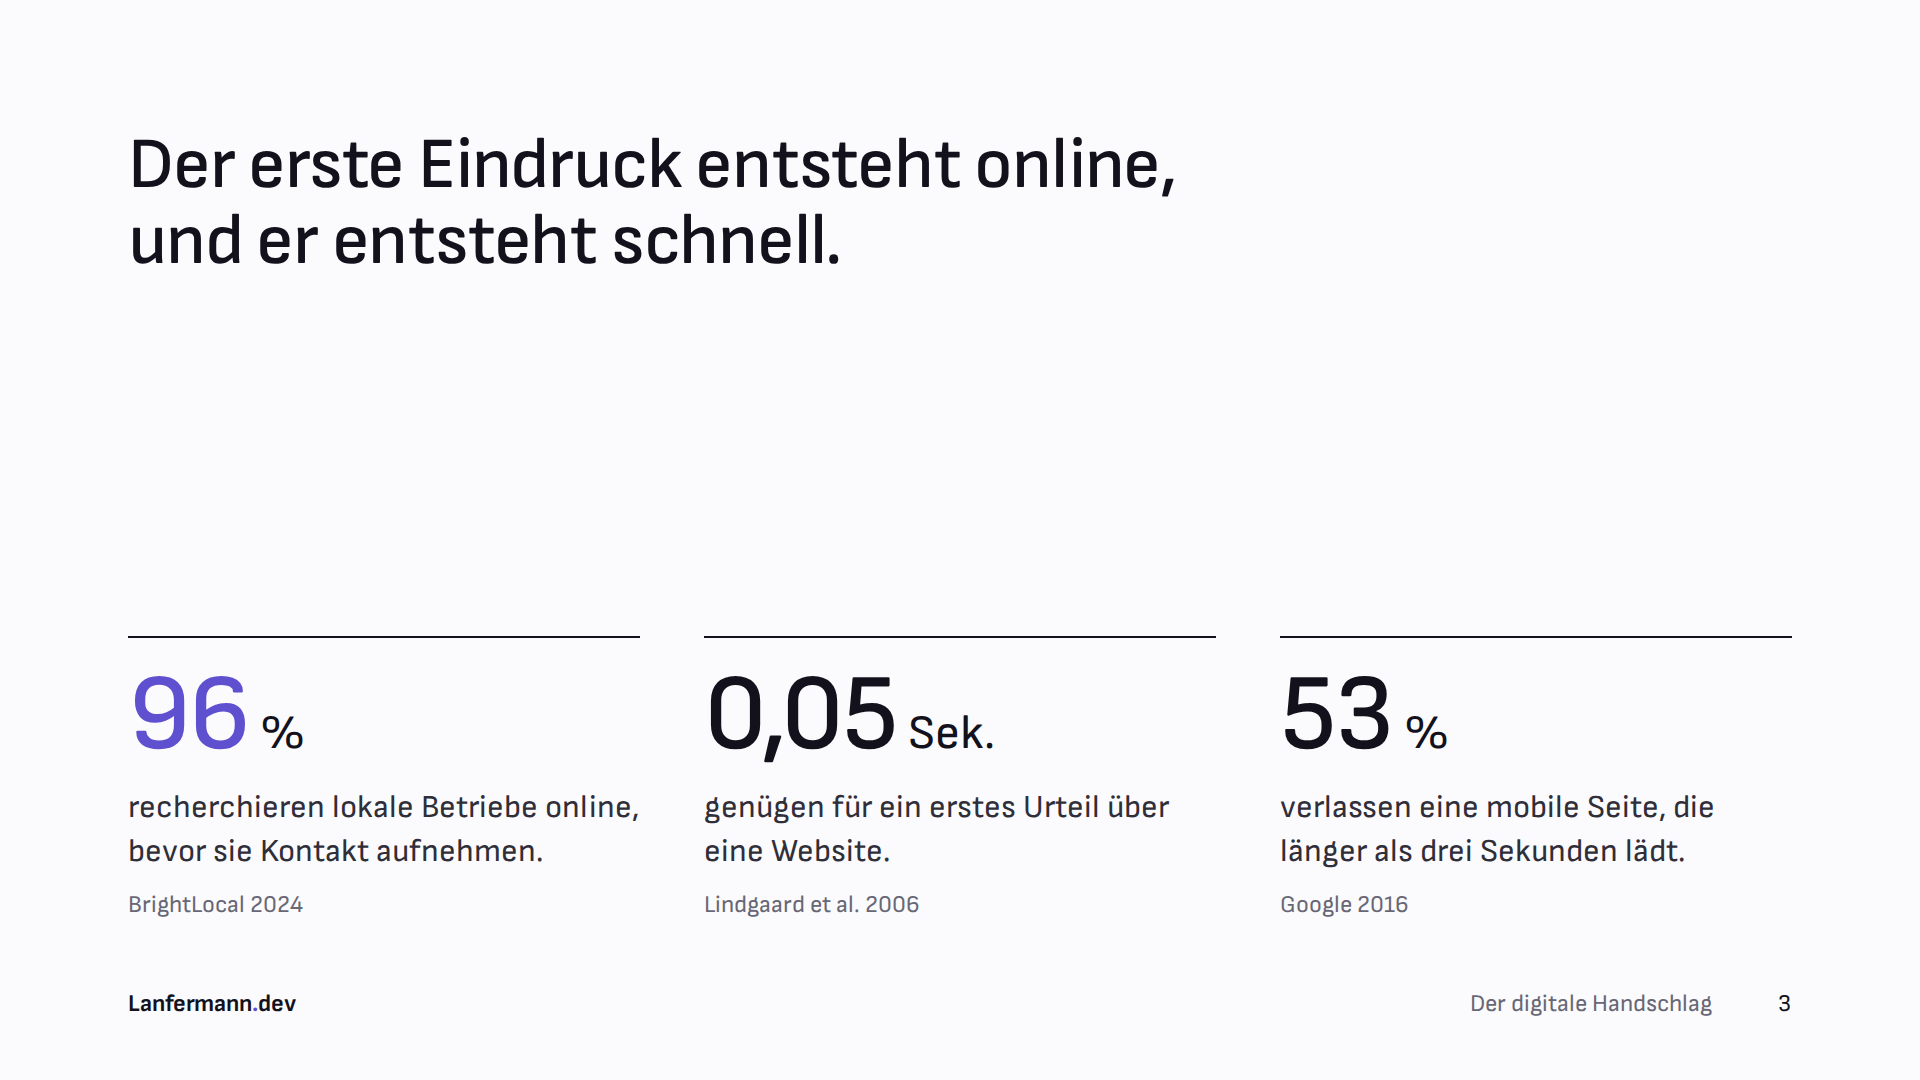 Der erste Eindruck entsteht online,
und er entsteht schnell.
96 %
recherchieren lokale Betriebe online,
bevor sie Kontakt aufnehmen.
BrightLocal 2024
0,05 Sek.
genügen für ein erstes Urteil über
eine Website.
Lindgaard et al. 2006
53 %
verlassen eine mobile Seite, die
länger als drei Sekunden lädt.
Google 2016
Lanfermann.dev
Der digitale Handschlag
3